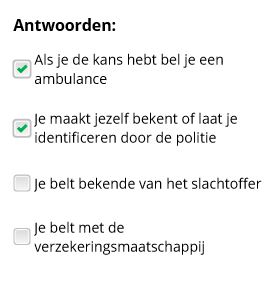 Antwoorden:
Als je de kans hebt bel je een
ambulance
Je maakt jezelf bekent of laat je
identificeren door de politie
Je belt bekende van het slachtoffer
Je belt met de
verzekeringsmaatschappij